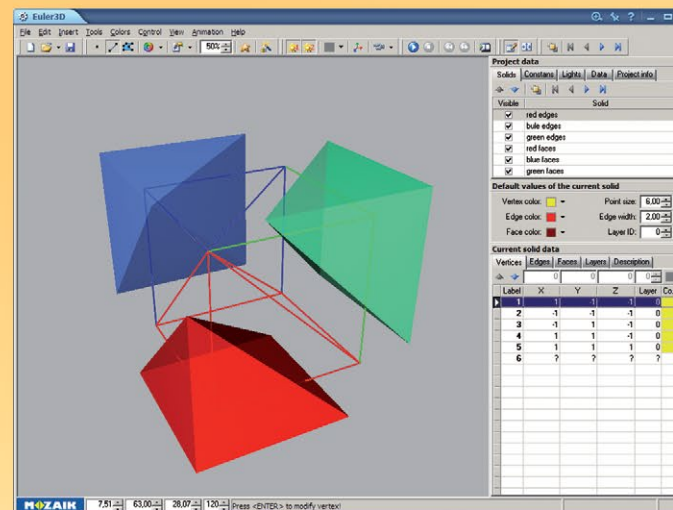 Euler3D
File Edit Insert Tools Colors Control View Animation Help
50%
Project data
Solids Constans Lights Data Project info
Visible Solid
red edges
bule edges
green edges
red faces
blue faces
green faces
Default values of the current solid
Vertex color: Point size: 6,00
Edge color: Edge width: 2,00
Face color: Layer ID: 0
Current solid data
Vertices Edges Faces Layers Description
0 0 0 0
Label X Y Z Layer Co
1 1 -1 -1 0
2 -1 -1 -1 0
3 -1 1 -1 0
4 1 1 -1 0
5 1 1 1 0
6 ? ? ? ?
MOZAIK 7,51 63,00 28,07 120 Press <ENTER> to modify vertex!